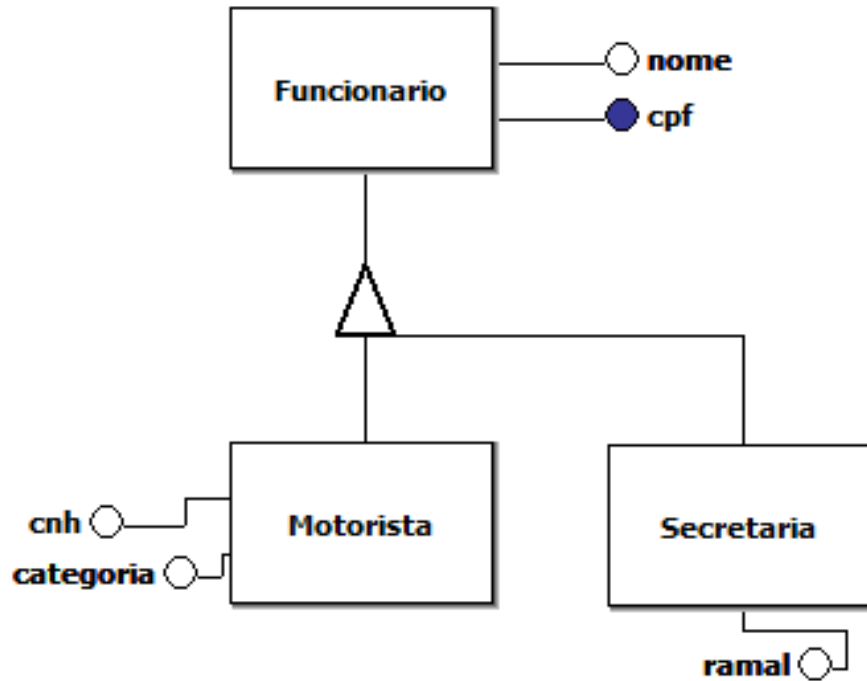 Funcionario
nome
cpf
Motorista
cnh
categoria
Secretaria
ramal